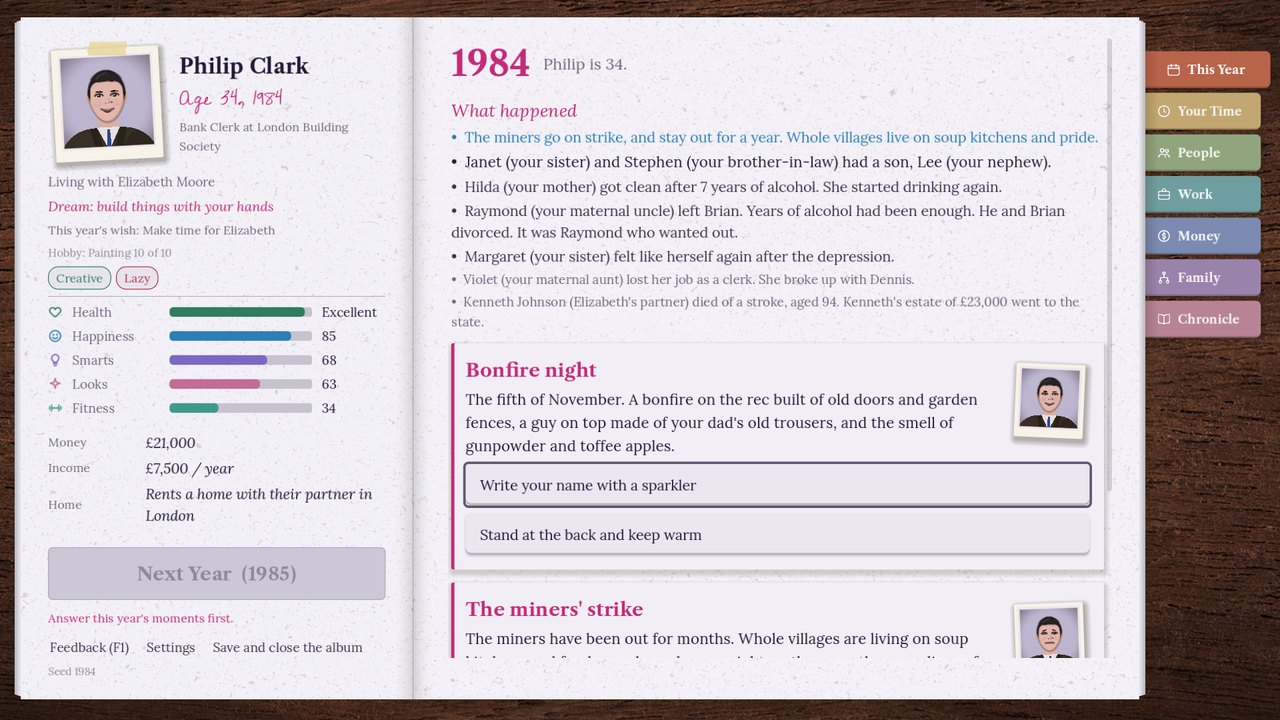 Philip Clark
Age 34, 1984
Bank Clerk at London Building
Society
Living with Elizabeth Moore
Dream: build things with your hands
This year's wish: Make time for Elizabeth
Hobby: Painting 10 of 10
Creative
Lazy
Health
Excellent
Happiness
85
Smarts
68
Looks
63
Fitness
34
Money
£21,000
Income
£7,500 / year
Home
Rents a home with their partner in
London
Next Year (1985)
Answer this year's moments first.
Feedback (F1)
Settings
Save and close the album
Seed 1984
1984
Philip is 34.
What happened
• The miners go on strike, and stay out for a year. Whole villages live on soup kitchens and pride.
• Janet (your sister) and Stephen (your brother-in-law) had a son, Lee (your nephew).
• Hilda (your mother) got clean after 7 years of alcohol. She started drinking again.
• Raymond (your maternal uncle) left Brian. Years of alcohol had been enough. He and Brian
divorced. It was Raymond who wanted out.
• Margaret (your sister) felt like herself again after the depression.
• Violet (your maternal aunt) lost her job as a clerk. She broke up with Dennis.
• Kenneth Johnson (Elizabeth's partner) died of a stroke, aged 94. Kenneth's estate of £23,000 went to the
state.
Bonfire night
The fifth of November. A bonfire on the rec built of old doors and garden
fences, a guy on top made of your dad's old trousers, and the smell of
gunpowder and toffee apples.
Write your name with a sparkler
Stand at the back and keep warm
The miners' strike
The miners have been out for months. Whole villages are living on soup
This Year
Your Time
People
Work
Money
Family
Chronicle